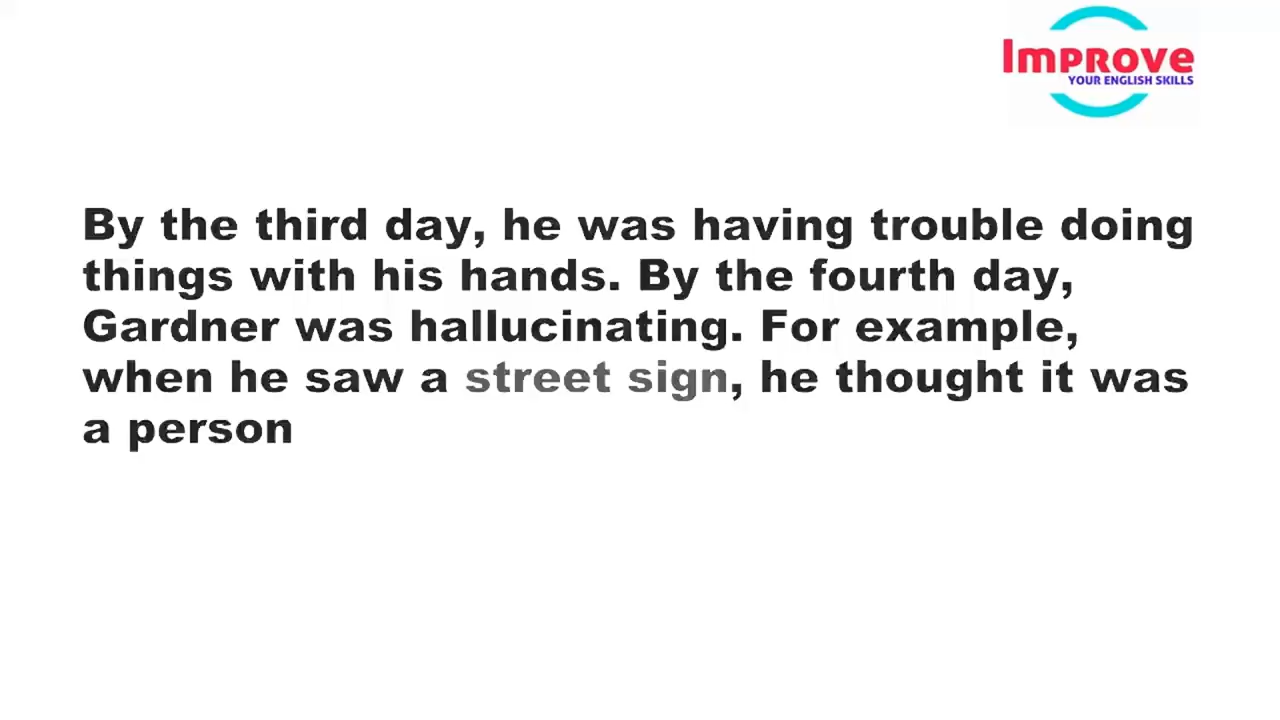 Improve
YOUR ENGLISH SKILLS
By the third day, he was having trouble doing
things with his hands. By the fourth day,
Gardner was hallucinating. For example,
when he saw a street sign, he thought it was
a person